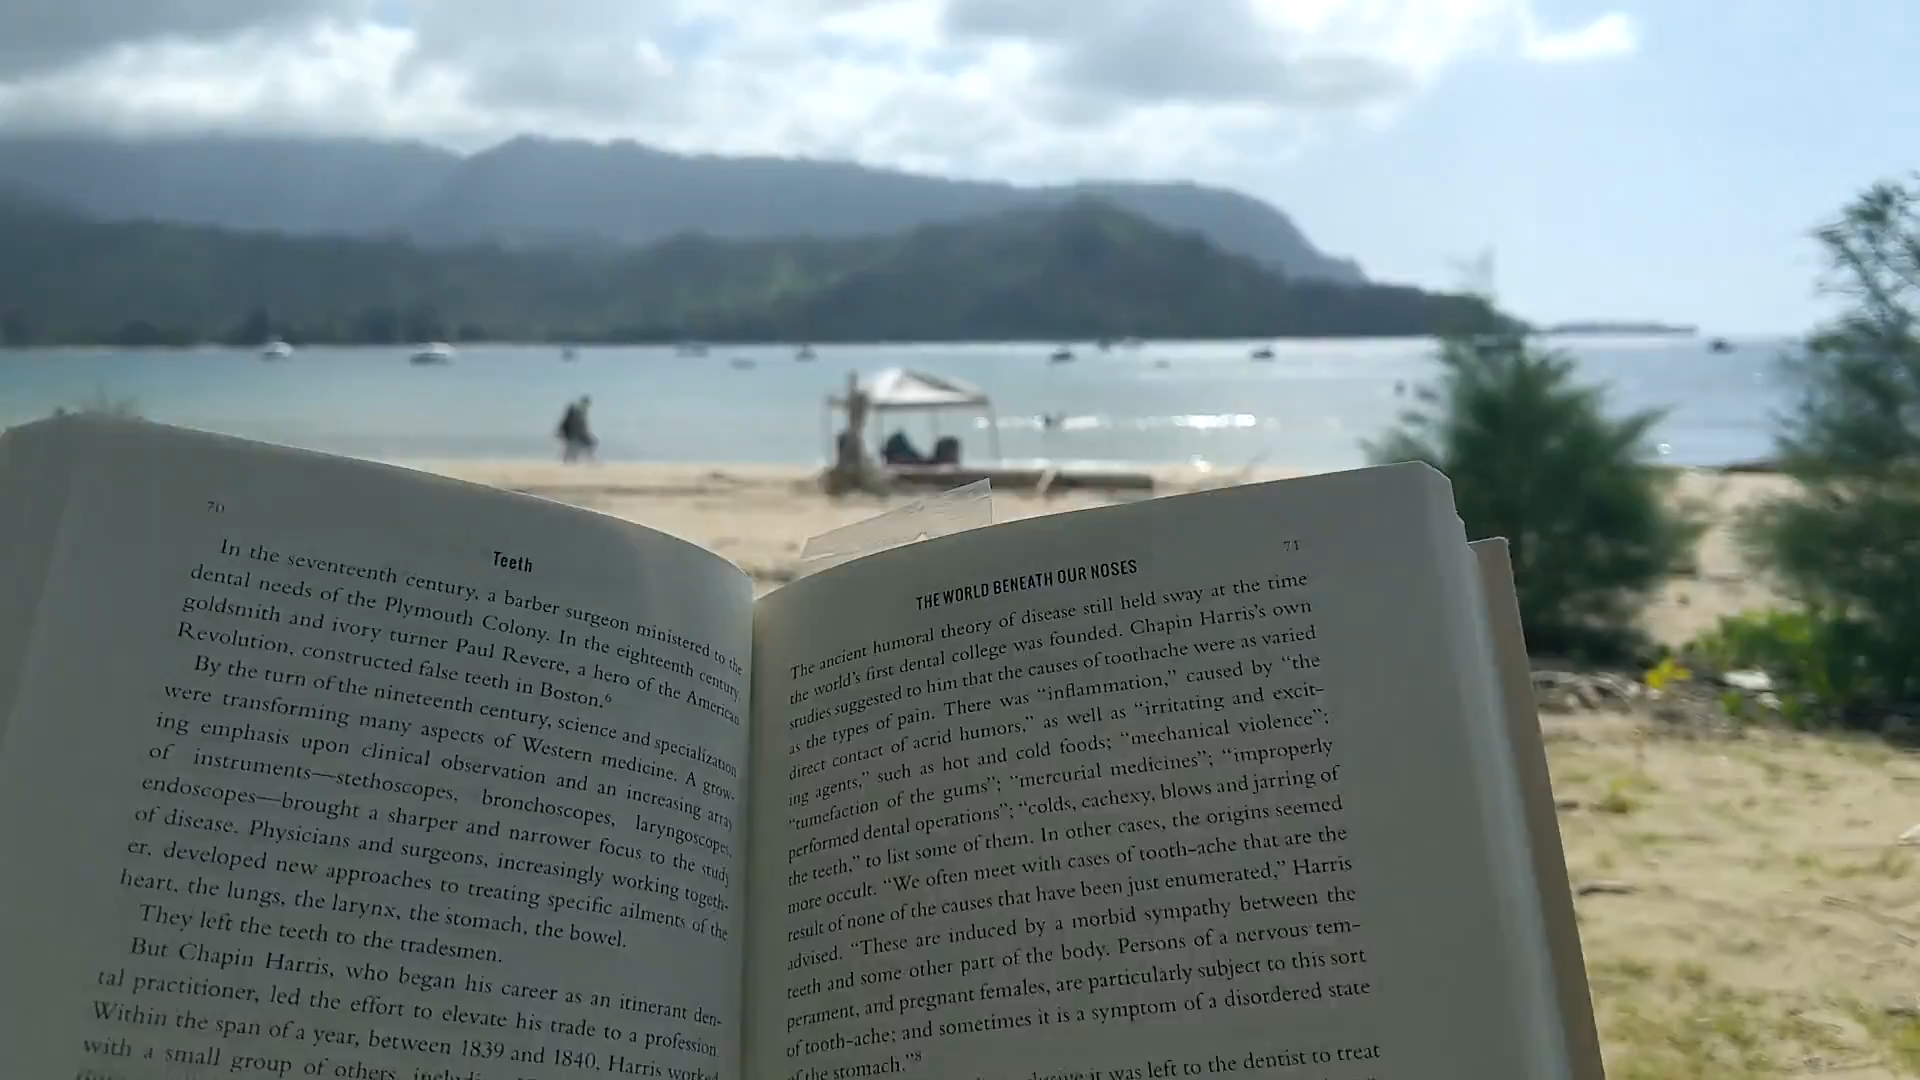 70
Teeth
In the seventeenth century, a barber surgeon ministered to the
dental needs of the Plymouth Colony. In the eighteenth century,
goldsmith and ivory turner Paul Revere, a hero of the American
Revolution, constructed false teeth in Boston.6
By the turn of the nineteenth century, science and specialization
were transforming many aspects of Western medicine. A grow-
ing emphasis upon clinical observation and an increasing array
of instruments—stethoscopes, bronchoscopes, laryngoscopes,
endoscopes—brought a sharper and narrower focus to the study
of disease. Physicians and surgeons, increasingly working togeth-
er, developed new approaches to treating specific ailments of the
heart, the lungs, the larynx, the stomach, the bowel.
They left the teeth to the tradesmen.
But Chapin Harris, who began his career as an itinerant den-
tal practitioner, led the effort to elevate his trade to a profession.
Within the span of a year, between 1839 and 1840, Harris worked
with a small group of others,
71
THE WORLD BENEATH OUR NOSES
The ancient humoral theory of disease still held sway at the time
the world's first dental college was founded. Chapin Harris's own
studies suggested to him that the causes of toothache were as varied
as the types of pain. There was “inflammation,” caused by “the
direct contact of acrid humors,” as well as “irritating and excit-
ing agents,” such as hot and cold foods; “mechanical violence”;
“tumefaction of the gums”; “mercurial medicines”; “improperly
performed dental operations”; “colds, cachexy, blows and jarring of
the teeth,” to list some of them. In other cases, the origins seemed
more occult. “We often meet with cases of tooth-ache that are the
result of none of the causes that have been just enumerated,” Harris
advised. “These are induced by a morbid sympathy between the
teeth and some other part of the body. Persons of a nervous tem-
perament, and pregnant females, are particularly subject to this sort
of tooth-ache; and sometimes it is a symptom of a disordered state
of the stomach.”8
it was left to the dentist to treat